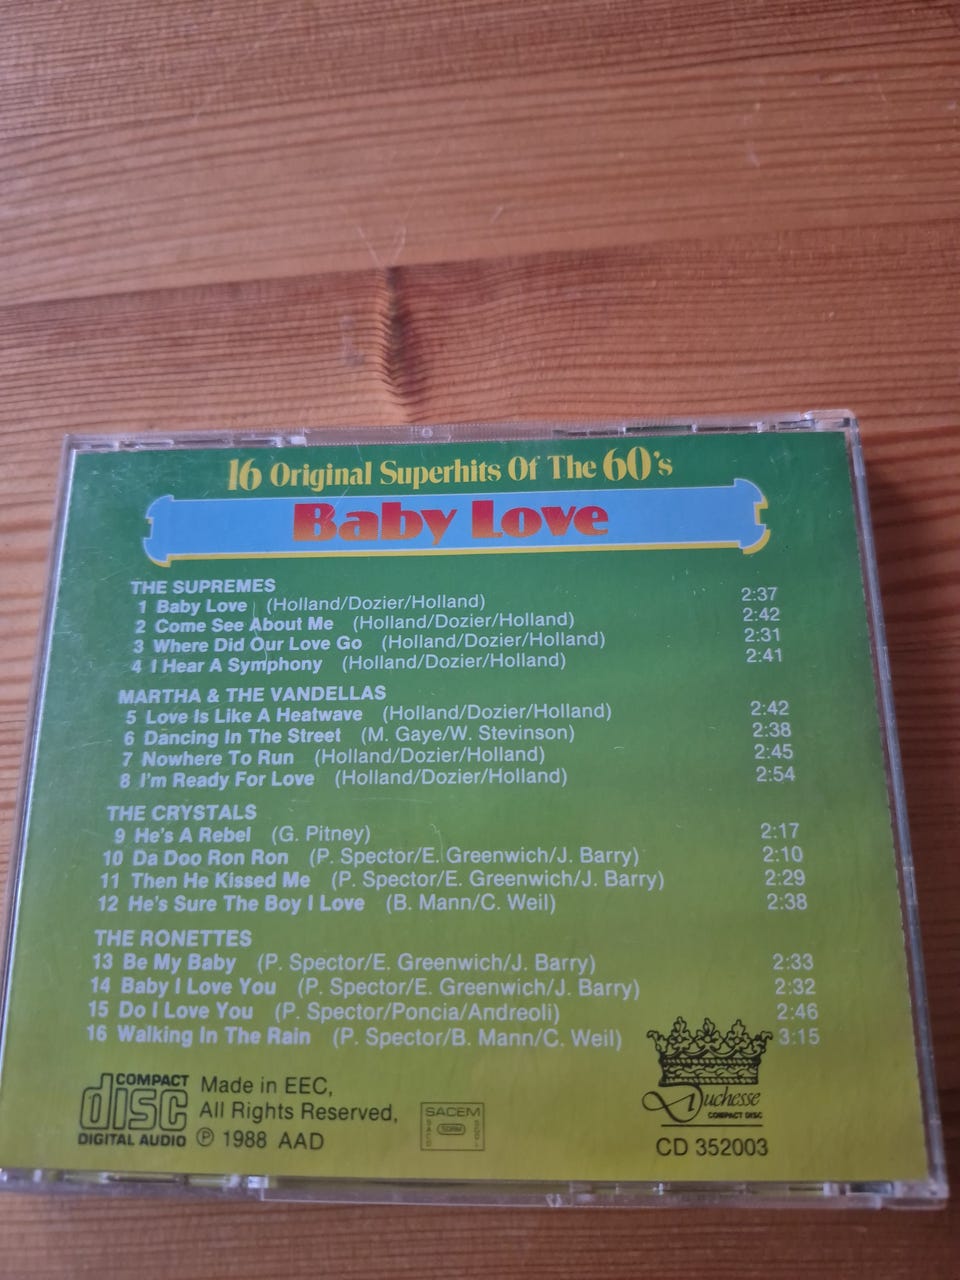 16 Original Superhits Of The 60's
Baby Love
THE SUPREMES
1 Baby Love (Holland/Dozier/Holland) 2:37
2 Come See About Me (Holland/Dozier/Holland) 2:42
3 Where Did Our Love Go (Holland/Dozier/Holland) 2:31
4 I Hear A Symphony (Holland/Dozier/Holland) 2:41
MARTHA & THE VANDELLAS
5 Love Is Like A Heatwave (Holland/Dozier/Holland) 2:42
6 Dancing In The Street (M. Gaye/W. Stevinson) 2:38
7 Nowhere To Run (Holland/Dozier/Holland) 2:45
8 I'm Ready For Love (Holland/Dozier/Holland) 2:54
THE CRYSTALS
9 He's A Rebel (G. Pitney) 2:17
10 Da Doo Ron Ron (P. Spector/E. Greenwich/J. Barry) 2:10
11 Then He Kissed Me (P. Spector/E. Greenwich/J. Barry) 2:29
12 He's Sure The Boy I Love (B. Mann/C. Weil) 2:38
THE RONETTES
13 Be My Baby (P. Spector/E. Greenwich/J. Barry) 2:33
14 Baby I Love You (P. Spector/E. Greenwich/J. Barry) 2:32
15 Do I Love You (P. Spector/Poncia/Andreoli) 2:46
16 Walking In The Rain (P. Spector/B. Mann/C. Weil) 3:15
COMPACT
disc
DIGITAL AUDIO
Made in EEC,
All Rights Reserved,
℗ 1988 AAD
SACEM
Duchesse
COMPACT DISC
CD 352003